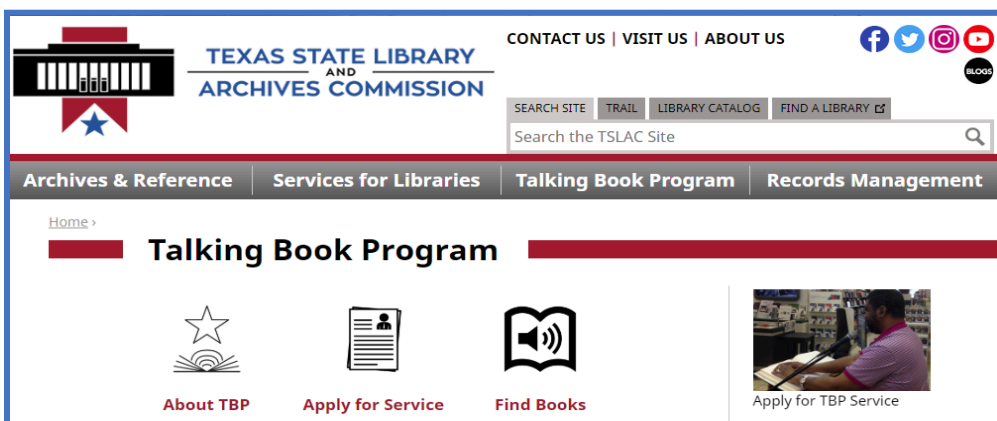 TEXAS STATE LIBRARY
AND
ARCHIVES COMMISSION
CONTACT US | VISIT US | ABOUT US
BLOGS
SEARCH SITE TRAIL LIBRARY CATALOG FIND A LIBRARY
Search the TSLAC Site
Archives & Reference Services for Libraries Talking Book Program Records Management
Home ›
Talking Book Program
About TBP Apply for Service Find Books
Apply for TBP Service